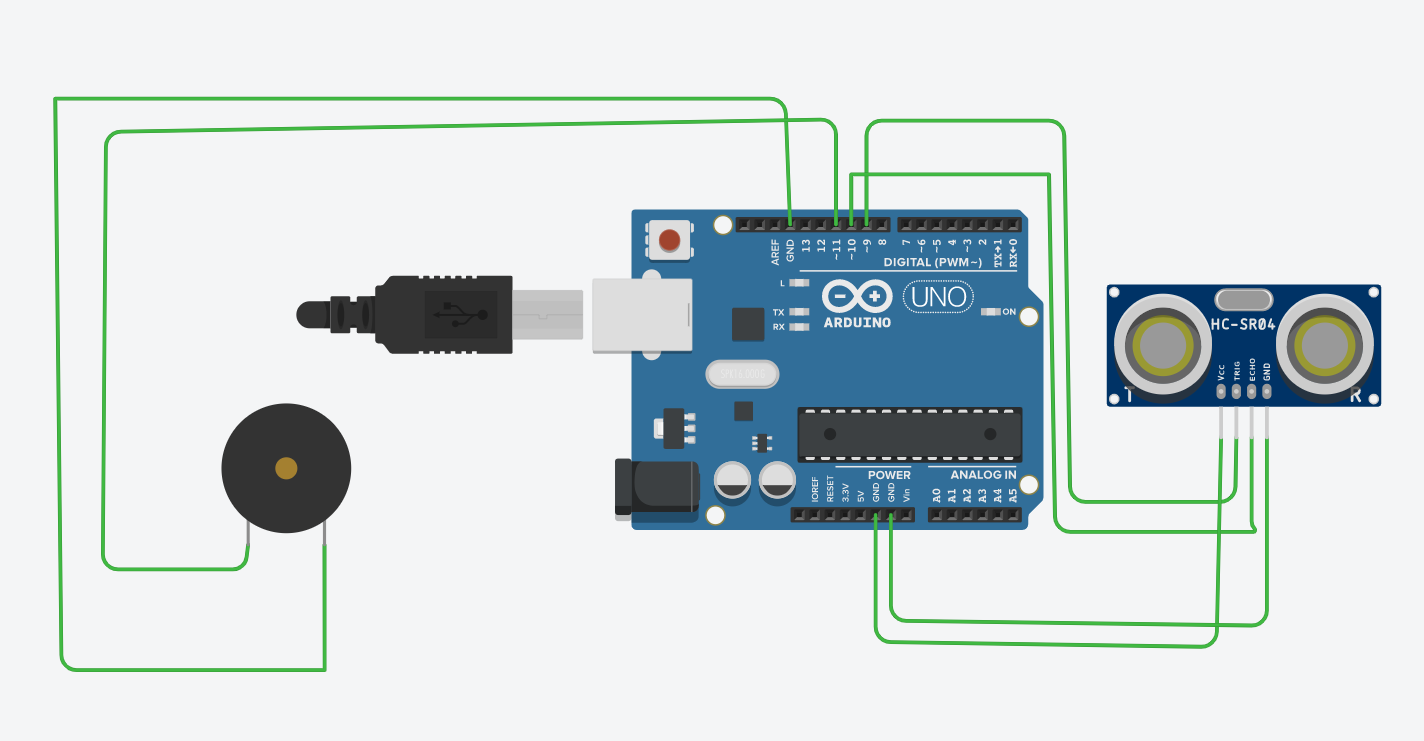 AREF
GND
13
12
~11
~10
~9
8
7
~6
~5
4
~3
2
TX→1
RX←0
DIGITAL (PWM~)
L
TX
RX
UNO
ARDUINO
ON
HC-SR04
VCC
TRIG
ECHO
GND
T
R
POWER
ANALOG IN
IOREF
RESET
3.3V
5V
GND
GND
Vin
A0
A1
A2
A3
A4
A5